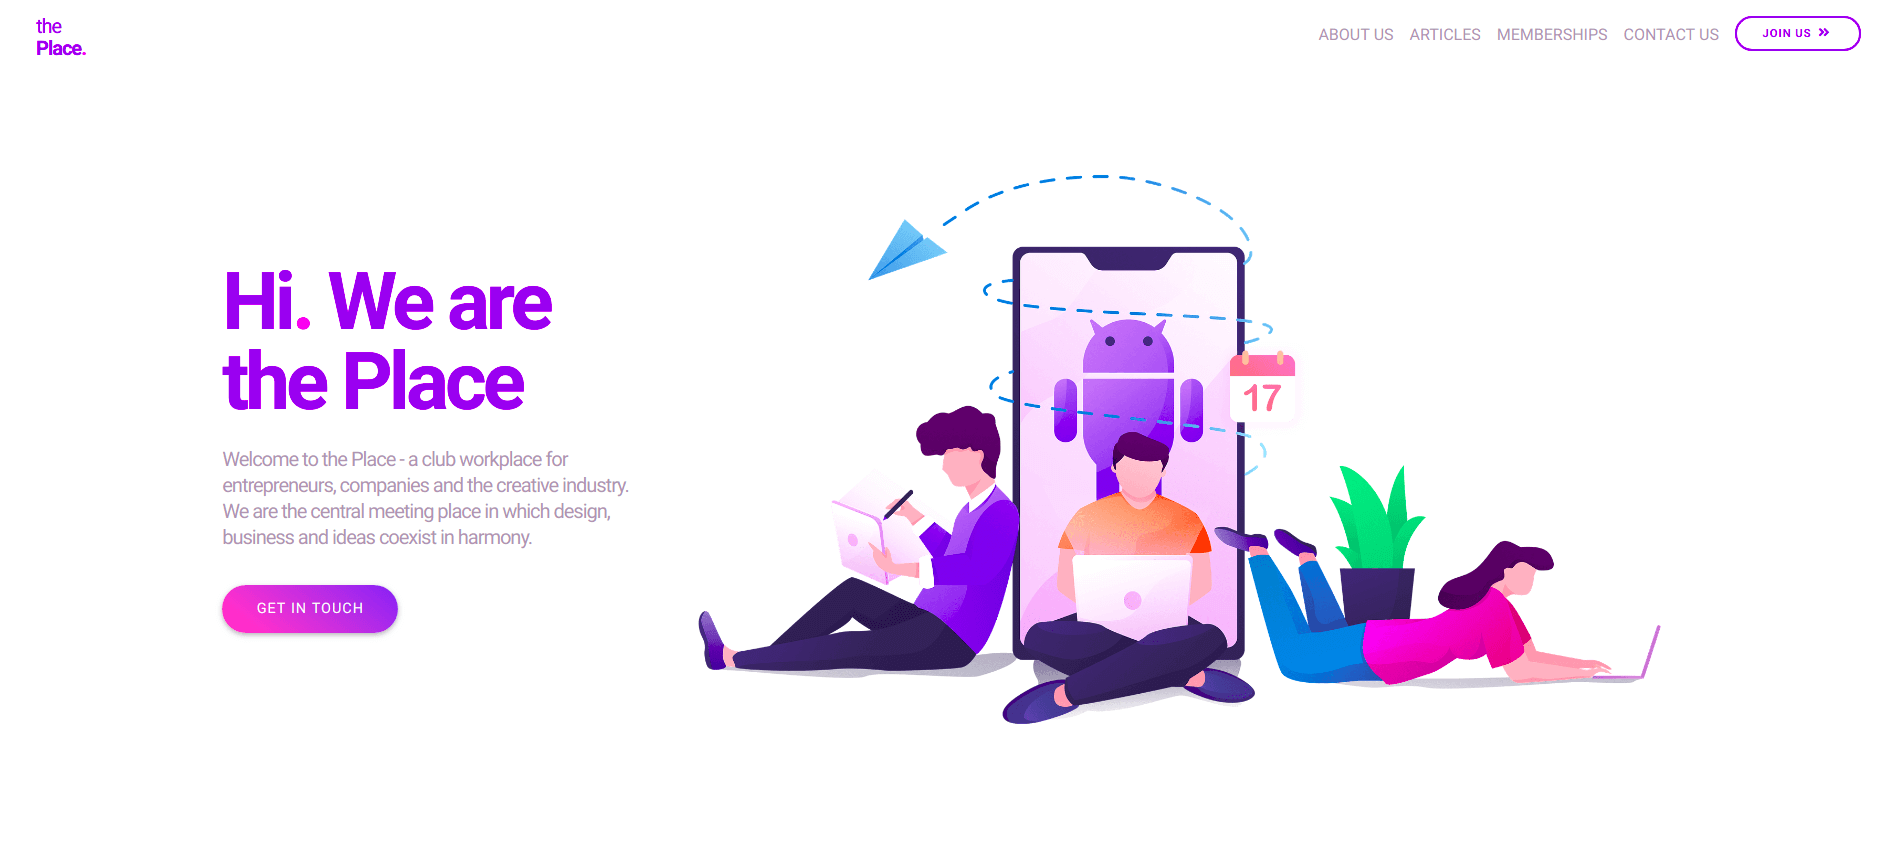 the
Place.
ABOUT US ARTICLES MEMBERSHIPS CONTACT US JOIN US »
Hi. We are
the Place
Welcome to the Place - a club workplace for
entrepreneurs, companies and the creative industry.
We are the central meeting place in which design,
business and ideas coexist in harmony.
GET IN TOUCH
17